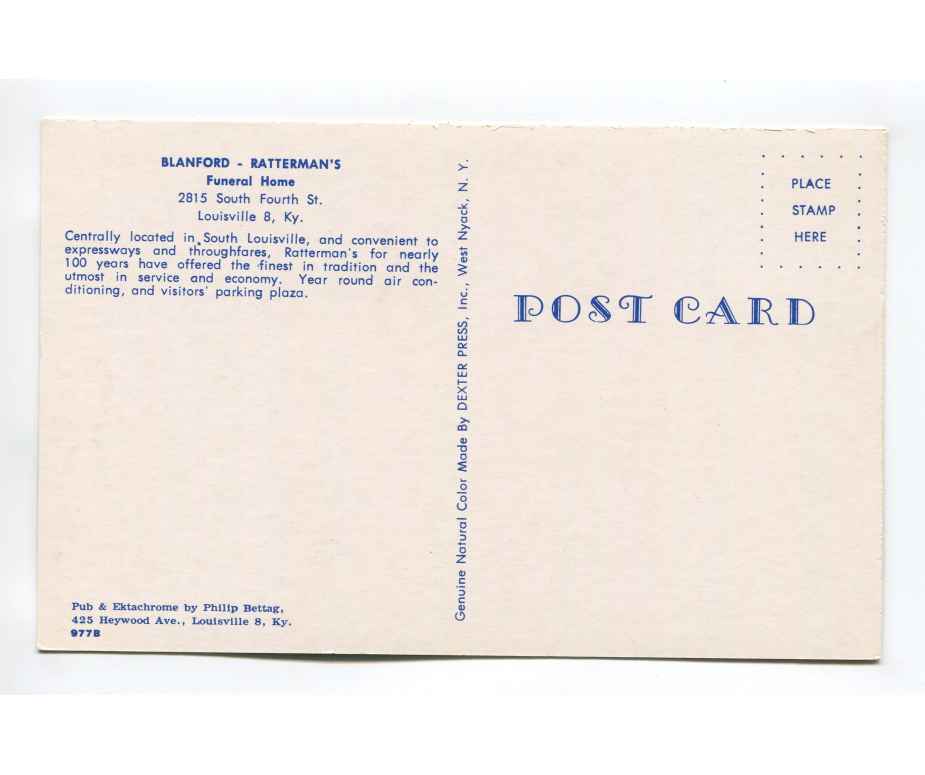 BLANFORD - RATTERMAN'S
Funeral Home
2815 South Fourth St.
Louisville 8, Ky.
Centrally located in South Louisville, and convenient to
expressways and throughfares, Ratterman's for nearly
100 years have offered the finest in tradition and the
utmost in service and economy. Year round air con-
ditioning, and visitors' parking plaza.
Pub & Ektachrome by Philip Bettag,
425 Heywood Ave., Louisville 8, Ky.
977B
Genuine Natural Color Made By DEXTER PRESS, Inc., West Nyack, N. Y.
PLACE
STAMP
HERE
POST CARD